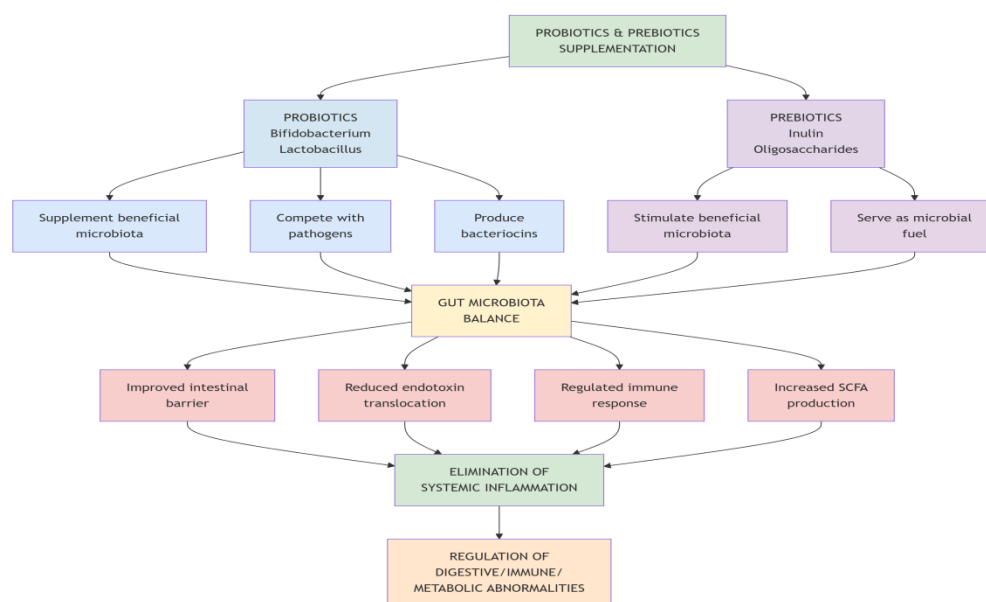 PROBIOTICS & PREBIOTICS
SUPPLEMENTATION
PROBIOTICS
Bifidobacterium
Lactobacillus
PREBIOTICS
Inulin
Oligosaccharides
Supplement beneficial
microbiota
Compete with
pathogens
Produce
bacteriocins
Stimulate beneficial
microbiota
Serve as microbial
fuel
GUT MICROBIOTA
BALANCE
Improved intestinal
barrier
Reduced endotoxin
translocation
Regulated immune
response
Increased SCFA
production
ELIMINATION OF
SYSTEMIC INFLAMMATION
REGULATION OF
DIGESTIVE/IMMUNE/
METABOLIC ABNORMALITIES